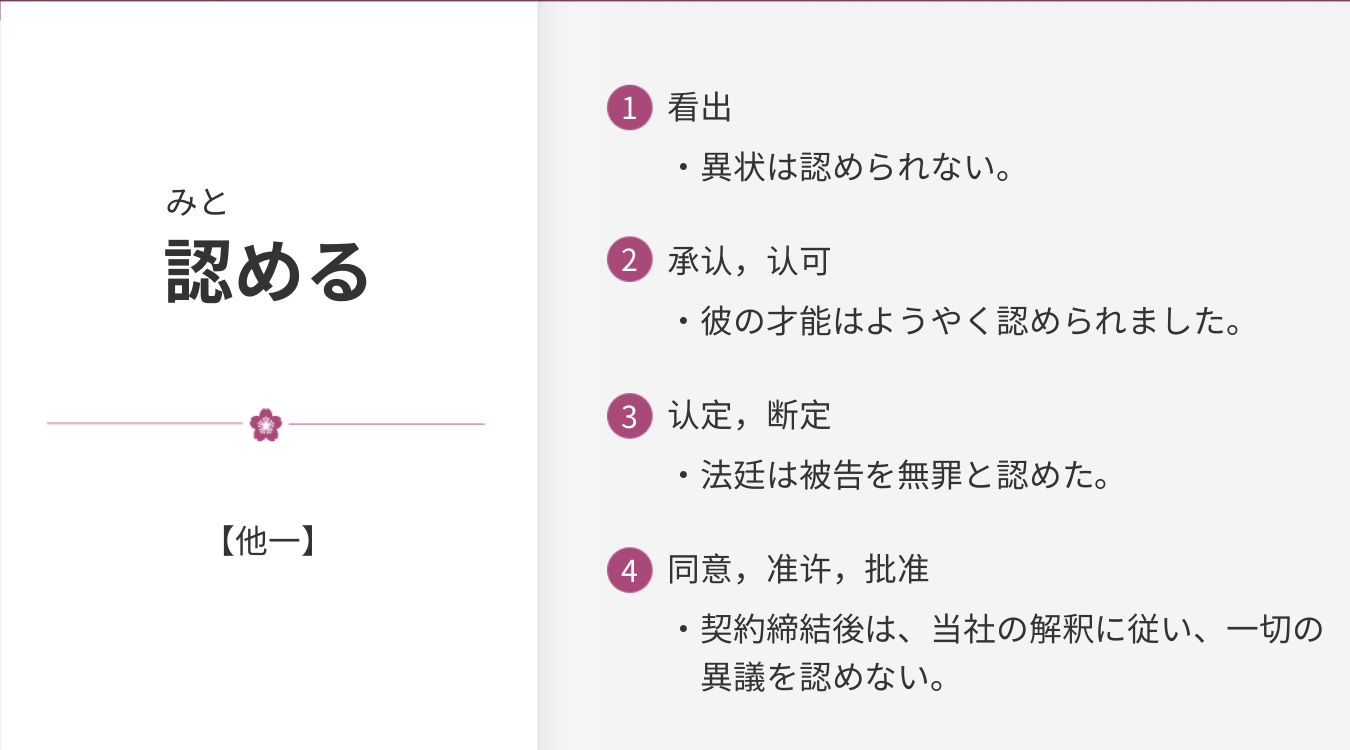 みと
認める
【他一】
1 看出
・異状は認められない。
2 承认，认可
・彼の才能はようやく認められました。
3 认定，断定
・法廷は被告を無罪と認めた。
4 同意，准许，批准
・契約締結後は、当社の解釈に従い、一切の
異議を認めない。